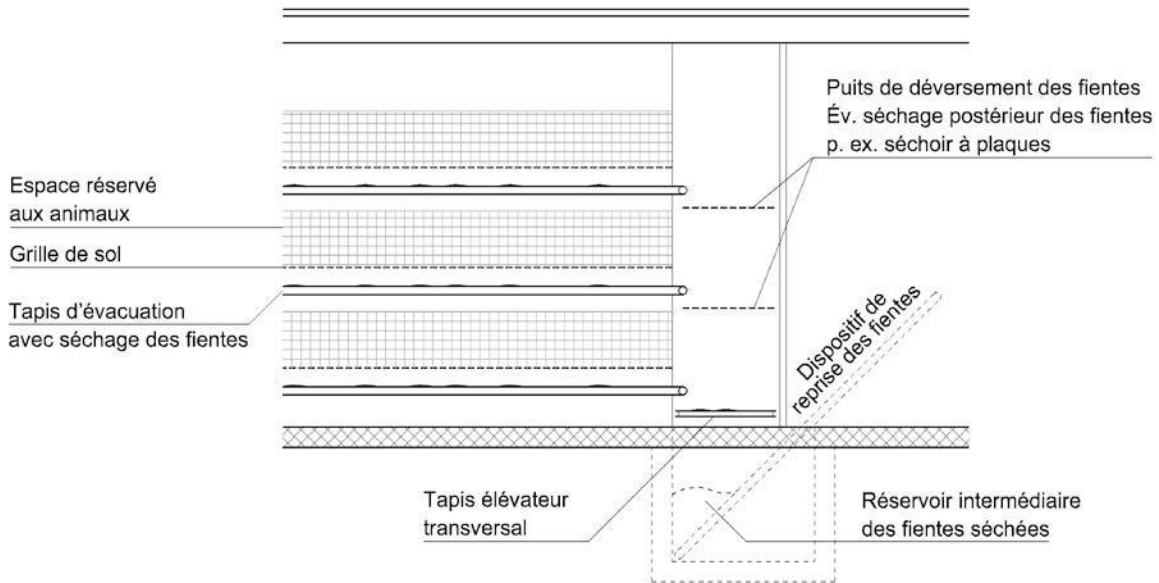 Puits de déversement des fientes
Év. séchage postérieur des fientes
p. ex. séchoir à plaques
Espace réservé
aux animaux
Grille de sol
Tapis d'évacuation
avec séchage des fientes
Dispositif de
reprise des fientes
Tapis élévateur
transversal
Réservoir intermédiaire
des fientes séchées